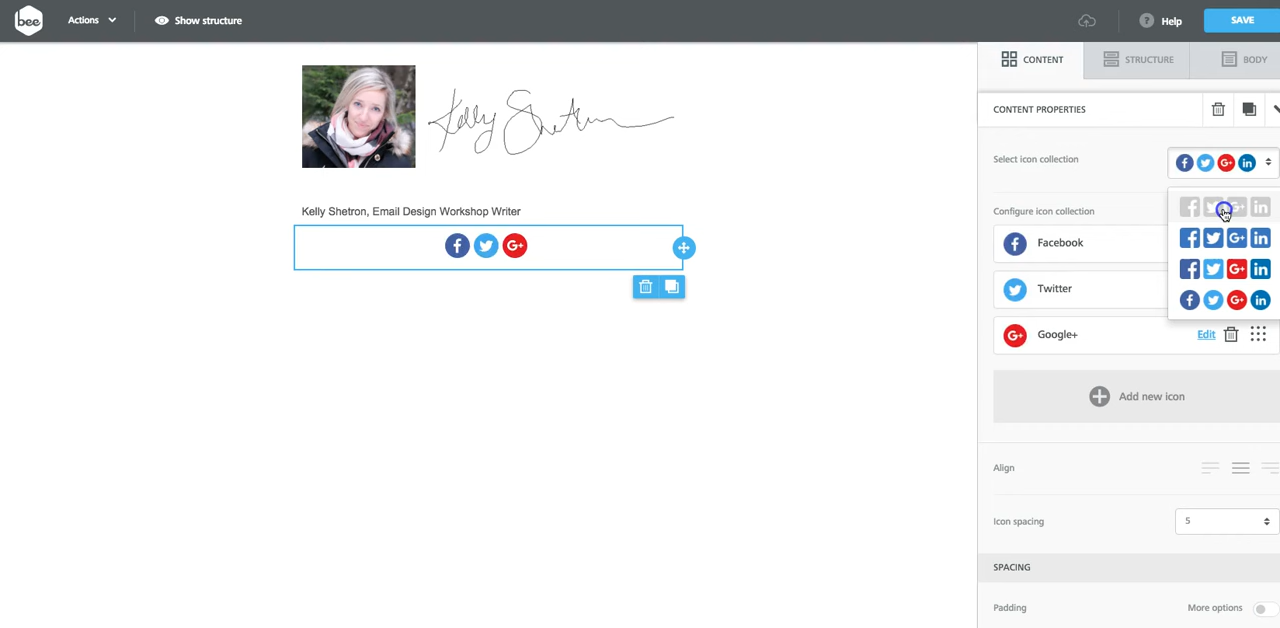 bee Actions Show structure Help SAVE
CONTENT STRUCTURE BODY
CONTENT PROPERTIES
Kelly Shetron
Select icon collection
Kelly Shetron, Email Design Workshop Writer
Configure icon collection
Facebook
Twitter
Google+ Edit
Add new icon
Align
Icon spacing 5
SPACING
Padding More options